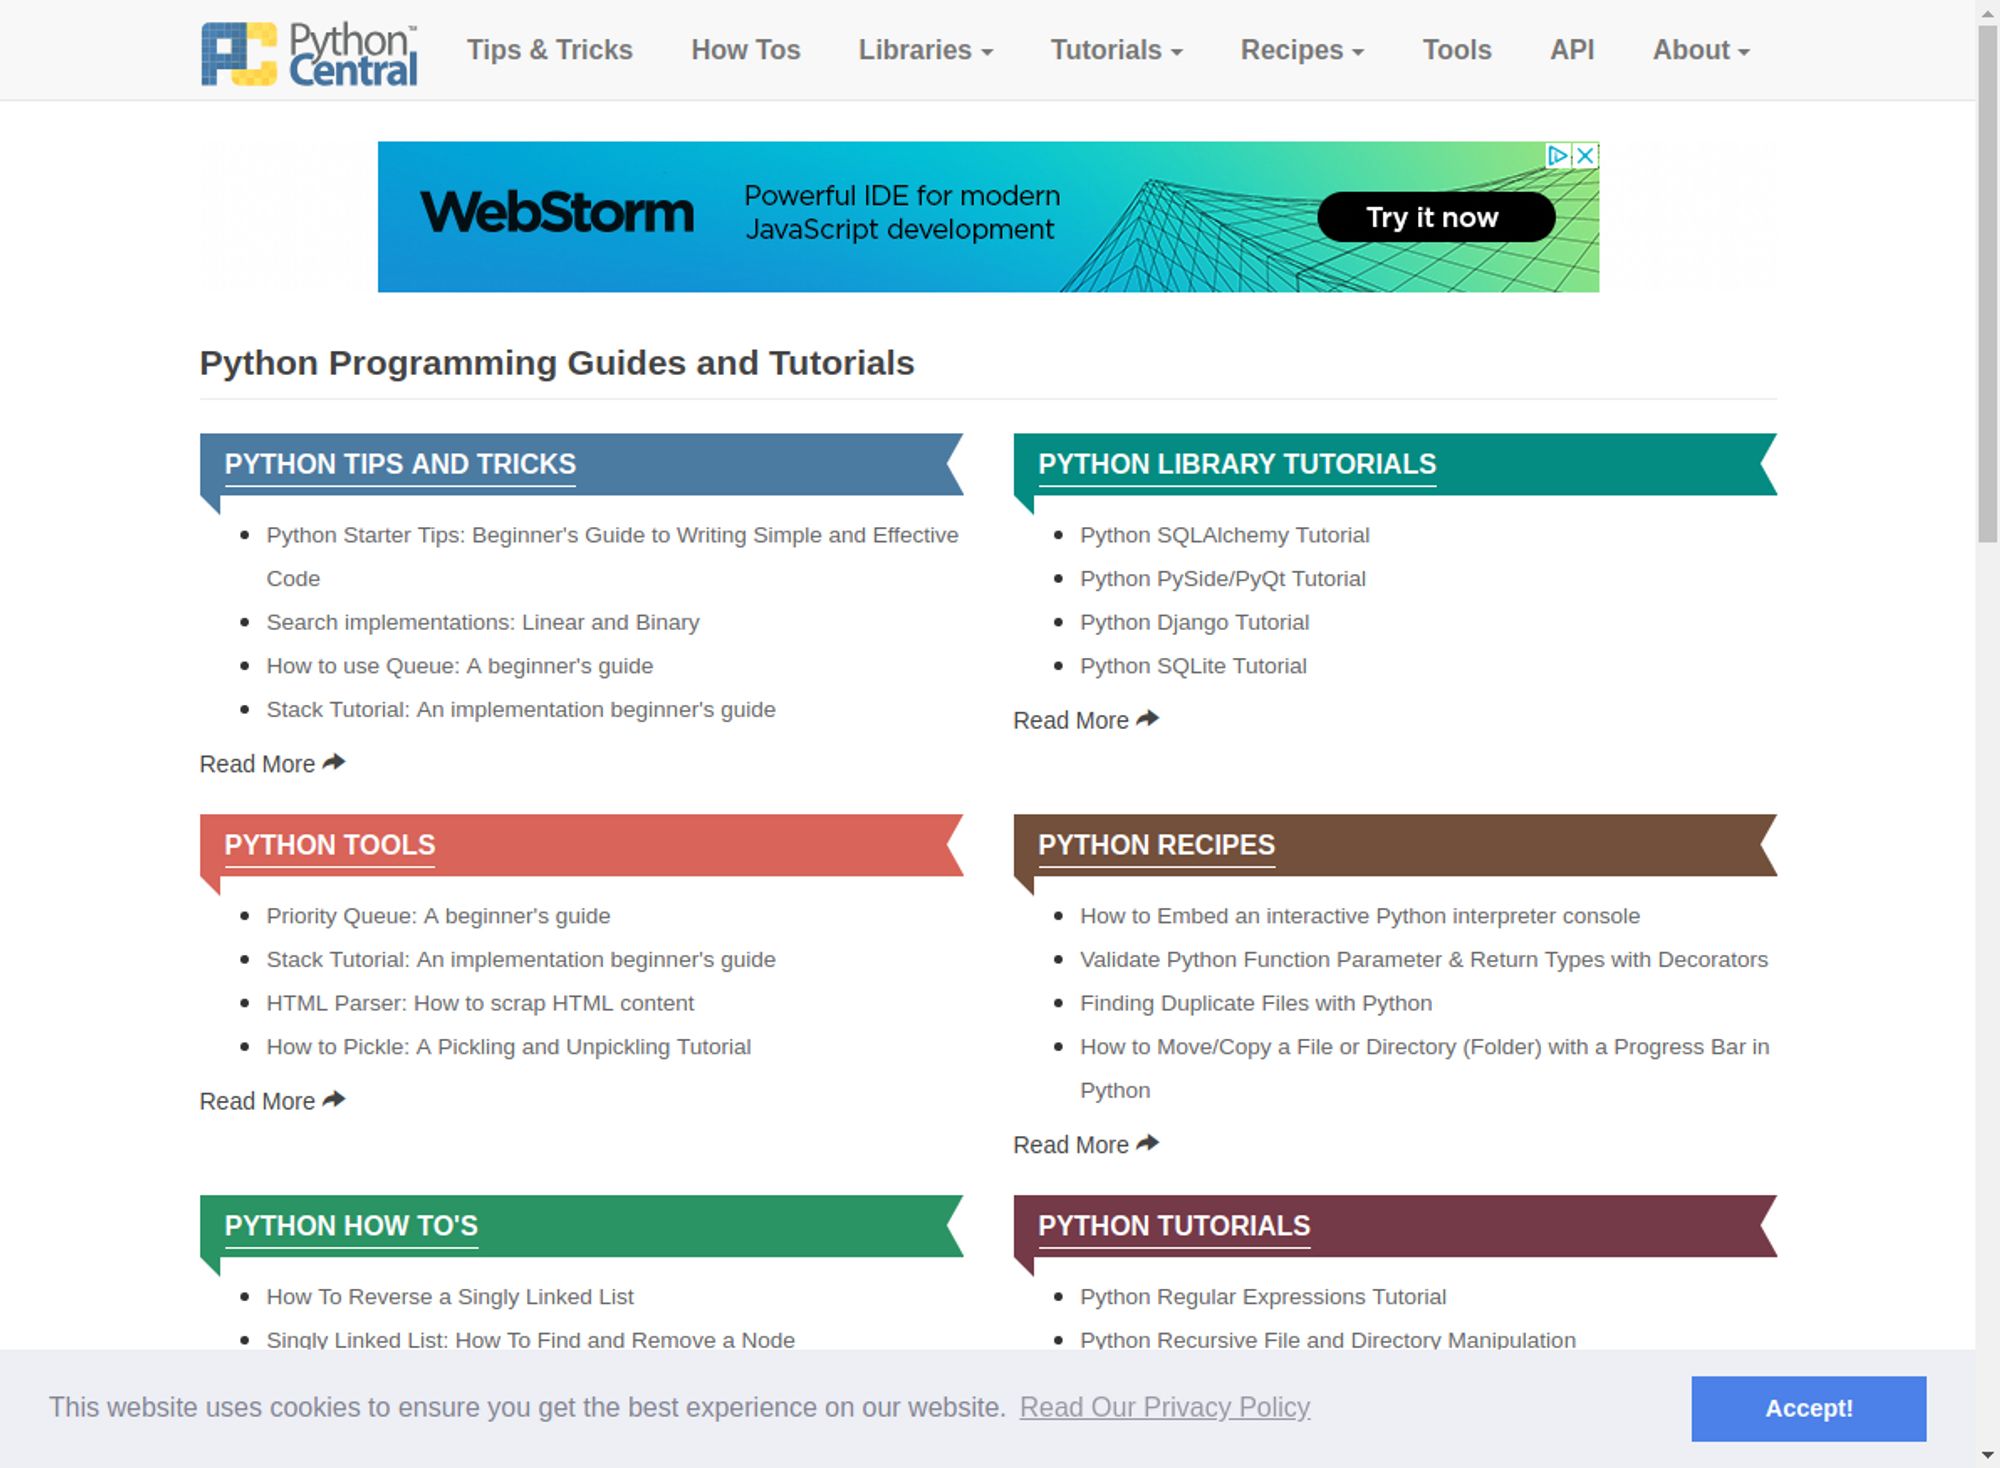 Python™
Central
Tips & Tricks
How Tos
Libraries
Tutorials
Recipes
Tools
API
About
WebStorm
Powerful IDE for modern
JavaScript development
Try it now
Python Programming Guides and Tutorials
PYTHON TIPS AND TRICKS
Python Starter Tips: Beginner's Guide to Writing Simple and Effective
Code
Search implementations: Linear and Binary
How to use Queue: A beginner's guide
Stack Tutorial: An implementation beginner's guide
Read More
PYTHON LIBRARY TUTORIALS
Python SQLAlchemy Tutorial
Python PySide/PyQt Tutorial
Python Django Tutorial
Python SQLite Tutorial
Read More
PYTHON TOOLS
Priority Queue: A beginner's guide
Stack Tutorial: An implementation beginner's guide
HTML Parser: How to scrap HTML content
How to Pickle: A Pickling and Unpickling Tutorial
Read More
PYTHON RECIPES
How to Embed an interactive Python interpreter console
Validate Python Function Parameter & Return Types with Decorators
Finding Duplicate Files with Python
How to Move/Copy a File or Directory (Folder) with a Progress Bar in
Python
Read More
PYTHON HOW TO'S
How To Reverse a Singly Linked List
Singly Linked List: How To Find and Remove a Node
PYTHON TUTORIALS
Python Regular Expressions Tutorial
Python Recursive File and Directory Manipulation
This website uses cookies to ensure you get the best experience on our website. Read Our Privacy Policy
Accept!